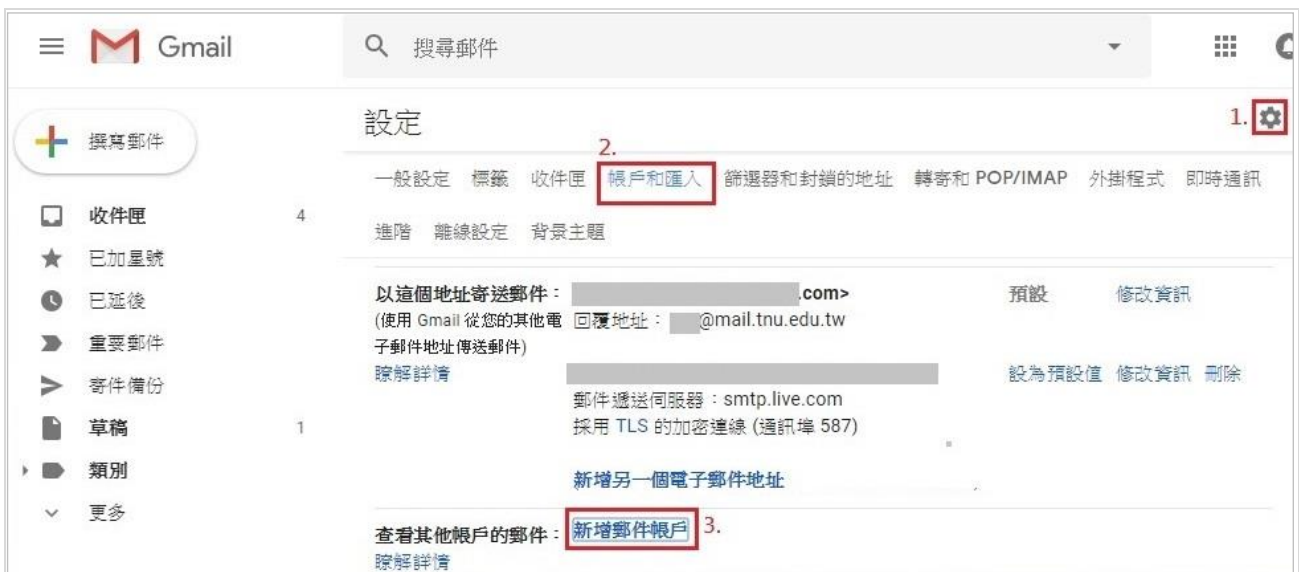 Gmail
搜尋郵件
撰寫郵件
設定
1.
2.
一般設定 標籤 收件匣 帳戶和匯入 篩選器和封鎖的地址 轉寄和 POP/IMAP 外掛程式 即時通訊
進階 離線設定 背景主題
收件匣 4
已加星號
已延後
重要郵件
寄件備份
草稿 1
類別
更多
以這個地址寄送郵件： .com> 預設 修改資訊
(使用 Gmail 從您的其他電 回覆地址： @mail.tnu.edu.tw
子郵件地址傳送郵件)
瞭解詳情 設為預設值 修改資訊 刪除
郵件遞送伺服器：smtp.live.com
採用 TLS 的加密連線 (通訊埠 587)
新增另一個電子郵件地址
查看其他帳戶的郵件： 新增郵件帳戶 3.
瞭解詳情